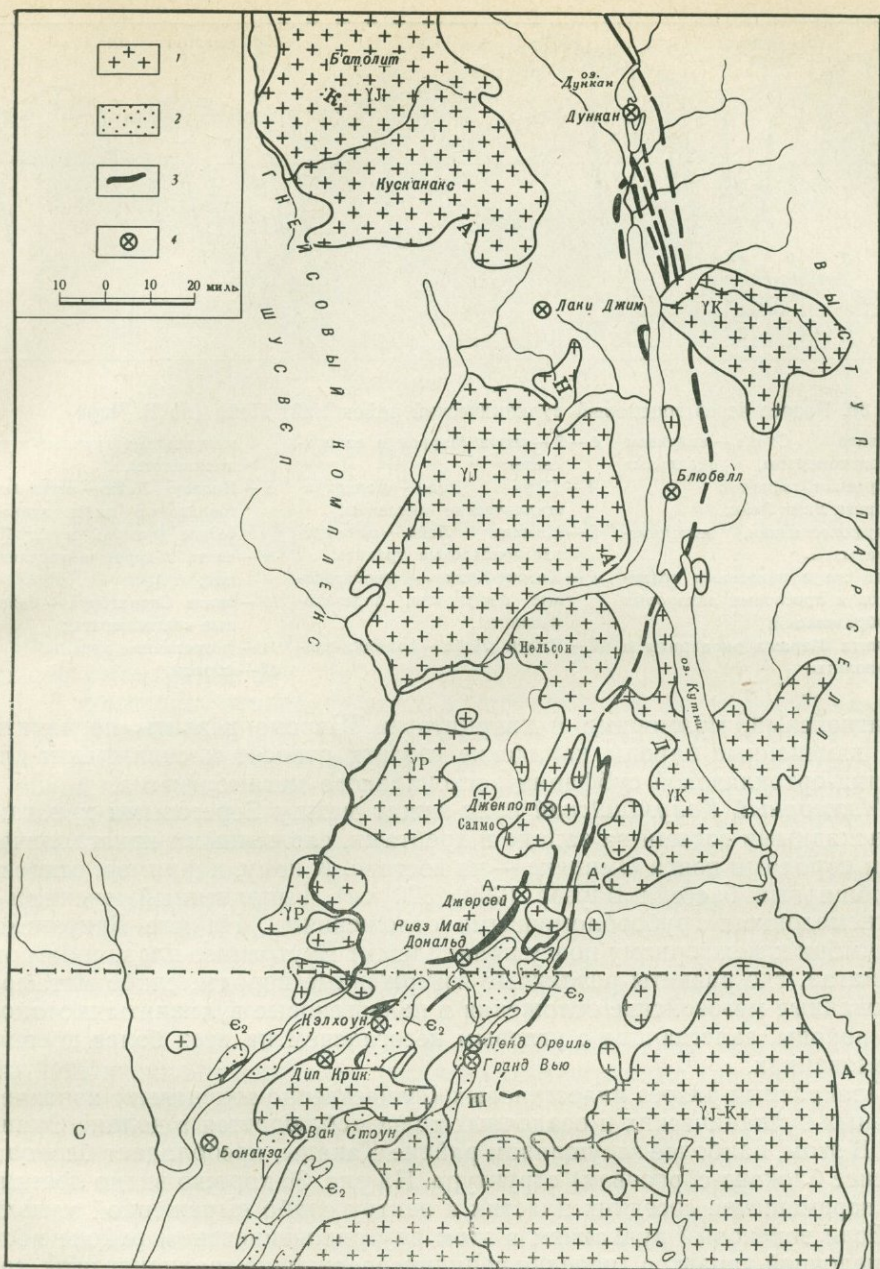 1
2
3
4
10 0 10 20 миль
Батолит
К
γJ
Кусканакс
А
оз.
Дункан
Дункан
ГНЕЙСОВЫЙ КОМПЛЕКС
ШУСВЕП
Лаки Джим
γK
ВЫСТУП ПАРСЕЛЛ
Н
γJ
Блюбелл
А
Нельсон
оз. Кутни
Д
γP
γK
Джекпот
Салмо
А А'
А
Джерсей
γP
Ривз Мак
Дональд
Є₂
Кэлхоун
Є₂
Є₂
Пенд Орвиль
Дип Крик
Гранд Вью
А
γJ-K
Ш
С
Ван Стоун
Бонанза
Є₂